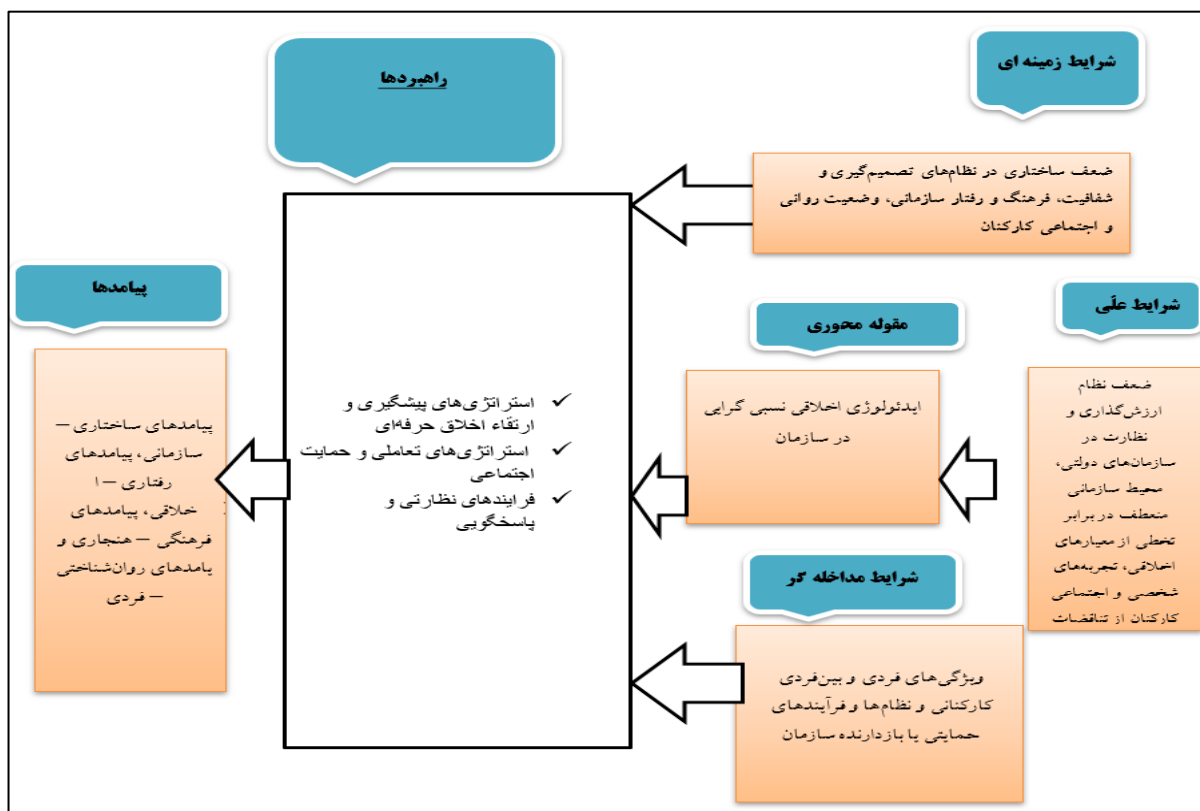 راهبردها
شرایط زمینه ای
ضعف ساختاری در نظام‌های تصمیم‌گیری و
شفافیت، فرهنگ و رفتار سازمانی، وضعیت روانی
و اجتماعی کارکنان
شرایط علّی
ضعف نظام
ارزش‌گذاری و
نظارت در
سازمان‌های دولتی،
محیط سازمانی
منعطف در برابر
تخطی از معیارهای
اخلاقی، تجربه‌های
شخصی و اجتماعی
کارکنان از تناقضات
مقوله محوری
ایدئولوژی اخلاقی نسبی گرایی
در سازمان
شرایط مداخله گر
ویژگی‌های فردی و بین‌فردی
کارکنانی و نظام‌ها و فرآیندهای
حمایتی یا بازدارنده سازمان
✓ استراتژی‌های پیشگیری و
ارتقاء اخلاق حرفه‌ای
✓ استراتژی‌های تعاملی و حمایت
اجتماعی
✓ فرایندهای نظارتی و
پاسخگویی
پیامدها
پیامدهای ساختاری –
سازمانی، پیامدهای
رفتاری – ا
خلاقی، پیامدهای
فرهنگی – هنجاری و
یامدهای روان‌شناختی
– فردی